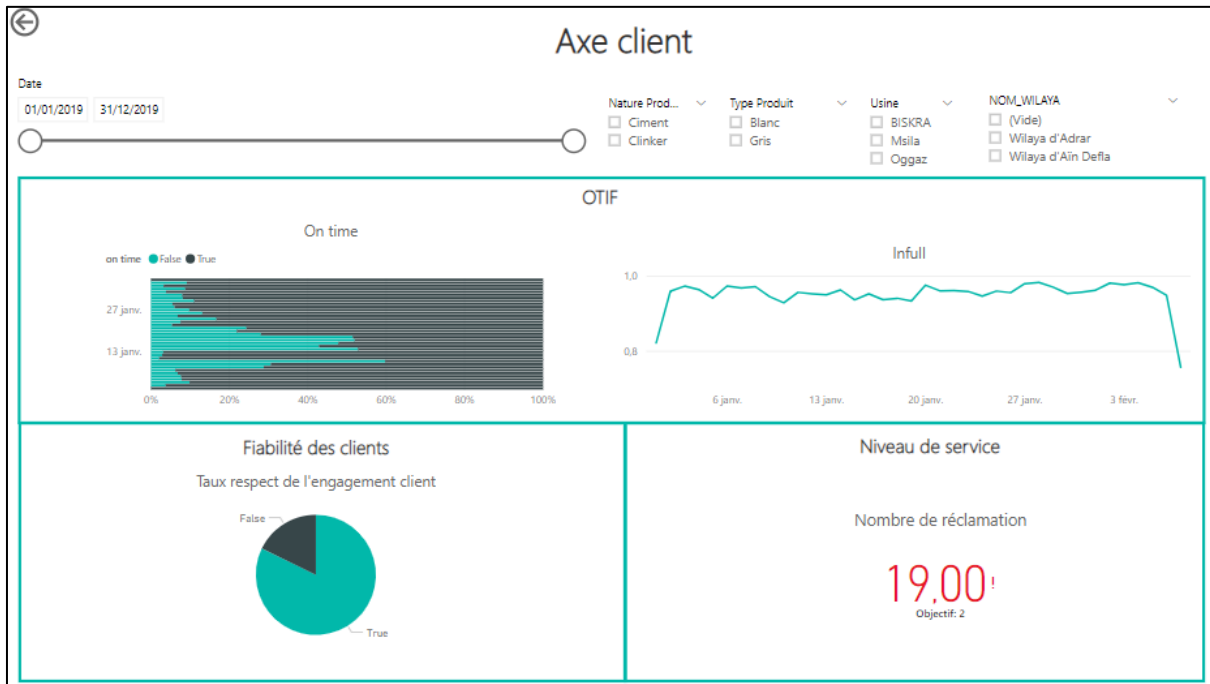 Axe client
Date
01/01/2019 31/12/2019
Nature Prod...
Ciment
Clinker
Type Produit
Blanc
Gris
Usine
BISKRA
Msila
Oggaz
NOM_WILAYA
(Vide)
Wilaya d'Adrar
Wilaya d'Aïn Defla
OTIF
On time
on time False True
27 janv.
13 janv.
0% 20% 40% 60% 80% 100%
Infull
1,0
0,8
6 janv. 13 janv. 20 janv. 27 janv. 3 févr.
Fiabilité des clients
Taux respect de l'engagement client
False
True
Niveau de service
Nombre de réclamation
19,00!
Objectif: 2